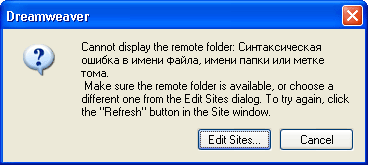 Dreamweaver
Cannot display the remote folder: Синтаксическая
ошибка в имени файла, имени папки или метке
тома.
Make sure the remote folder is available, or choose a
different one from the Edit Sites dialog. To try again, click
the "Refresh" button in the Site window.
Edit Sites... Cancel